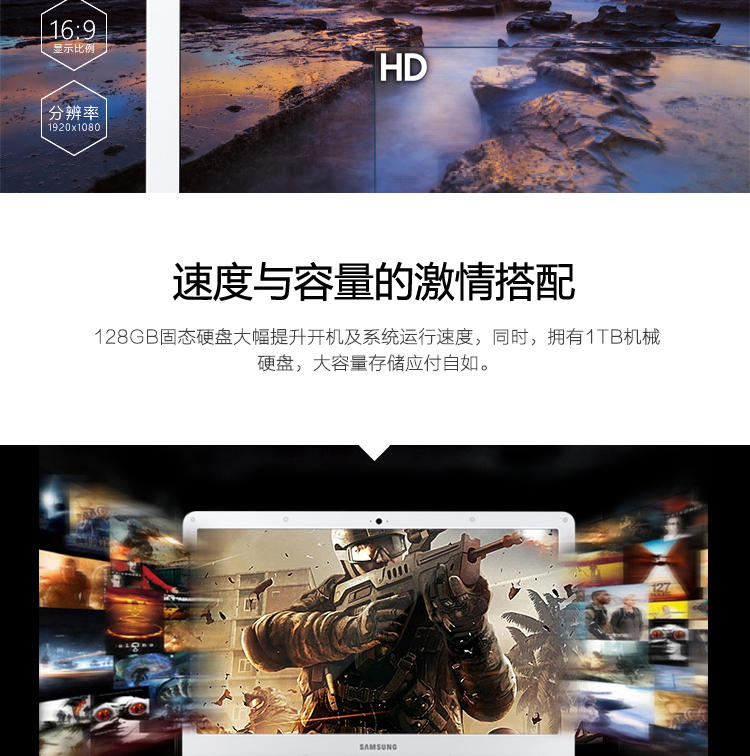 16:9
显示比例
HD
分辨率
1920x1080
速度与容量的激情搭配
128GB固态硬盘大幅提升开机及系统运行速度，同时，拥有1TB机械
硬盘，大容量存储应付自如。
127
SAMSUNG